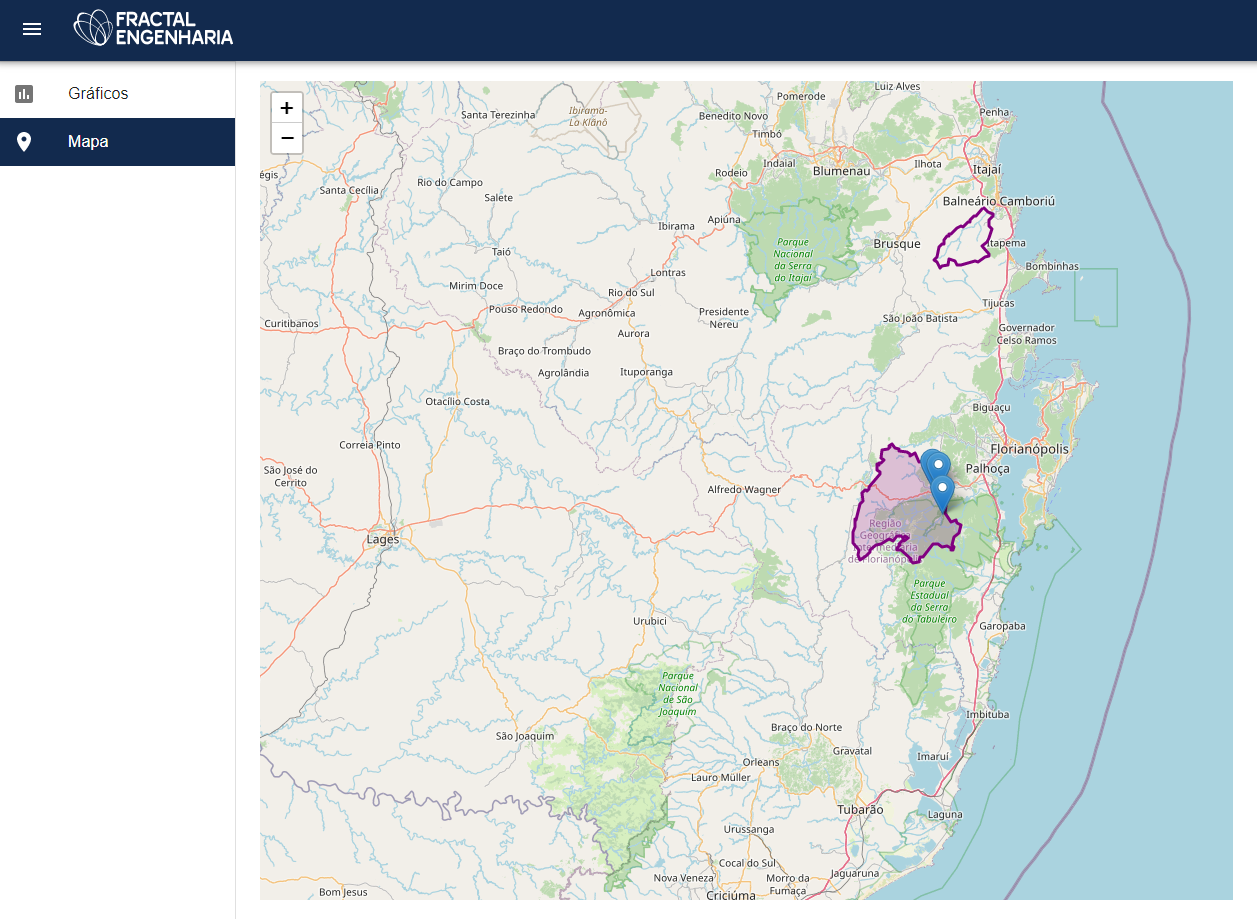 FRACTAL
ENGENHARIA
Gráficos
Mapa
+
−
Luiz Alves
Pomerode
Ibirama-
La Klãnõ
Santa Terezinha
Benedito Novo
Penha
Timbó
Indaial
Ilhota
Itajaí
Rodeio
Blumenau
Rio do Campo
Santa Cecília
Salete
Balneário Camboriú
Apiúna
Ibirama
Brusque
Itapema
Parque
Nacional
da Serra
do Itajaí
Taió
Lontras
Bombinhas
Mirim Doce
Rio do Sul
Tijucas
Pouso Redondo
Agronômica
Presidente
Nereu
São João Batista
Curitibanos
Aurora
Governador
Celso Ramos
Braço do Trombudo
Agrolândia
Ituporanga
Otacílio Costa
Biguaçu
Correia Pinto
Florianópolis
São José do
Cerrito
Palhoça
Alfredo Wagner
Região
Geográfica
Intermediária
de Florianópolis
Lages
Parque
Estadual
da Serra
do Tabuleiro
Urubici
Garopaba
Parque
Nacional
de São
Joaquim
Imbituba
Braço do Norte
São Joaquim
Gravatal
Imaruí
Orleans
Lauro Müller
Tubarão
Laguna
Urussanga
Cocal do Sul
Jaguaruna
Nova Veneza
Morro da
Fumaça
Bom Jesus
Criciúma